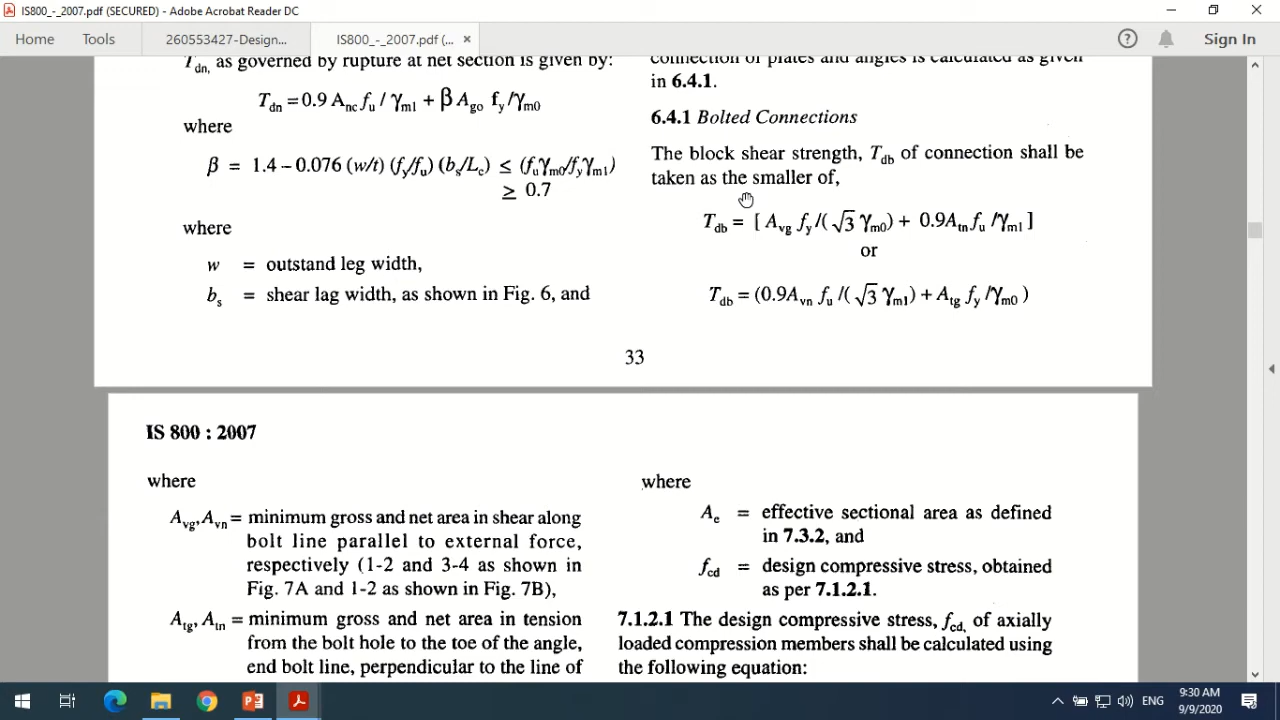 IS800_-_2007.pdf (SECURED) - Adobe Acrobat Reader DC
Home
Tools
260553427-Design...
IS800_-_2007.pdf (...
Sign In
T_dn, as governed by rupture at net section is given by:
T_dn = 0.9 A_nc f_u / γ_m1 + β A_go f_y/γ_m0
where
β = 1.4 – 0.076 (w/t) (f_y/f_u) (b_s/L_c) ≤ (f_u γ_m0/f_y γ_m1)
≥ 0.7
where
w = outstand leg width,
b_s = shear lag width, as shown in Fig. 6, and
connection of plates and angles is calculated as given
in 6.4.1.
6.4.1 Bolted Connections
The block shear strength, T_db of connection shall be
taken as the smaller of,
T_db = [ A_vg f_y /( √3 γ_m0) + 0.9A_tn f_u /γ_m1 ]
or
T_db = (0.9A_vn f_u /( √3 γ_m1) + A_tg f_y /γ_m0 )
33
IS 800 : 2007
where
A_vg, A_vn = minimum gross and net area in shear along
bolt line parallel to external force,
respectively (1-2 and 3-4 as shown in
Fig. 7A and 1-2 as shown in Fig. 7B),
A_tg, A_tn = minimum gross and net area in tension
from the bolt hole to the toe of the angle,
end bolt line, perpendicular to the line of
where
A_e = effective sectional area as defined
in 7.3.2, and
f_cd = design compressive stress, obtained
as per 7.1.2.1.
7.1.2.1 The design compressive stress, f_cd, of axially
loaded compression members shall be calculated using
the following equation:
ENG
9:30 AM
9/9/2020